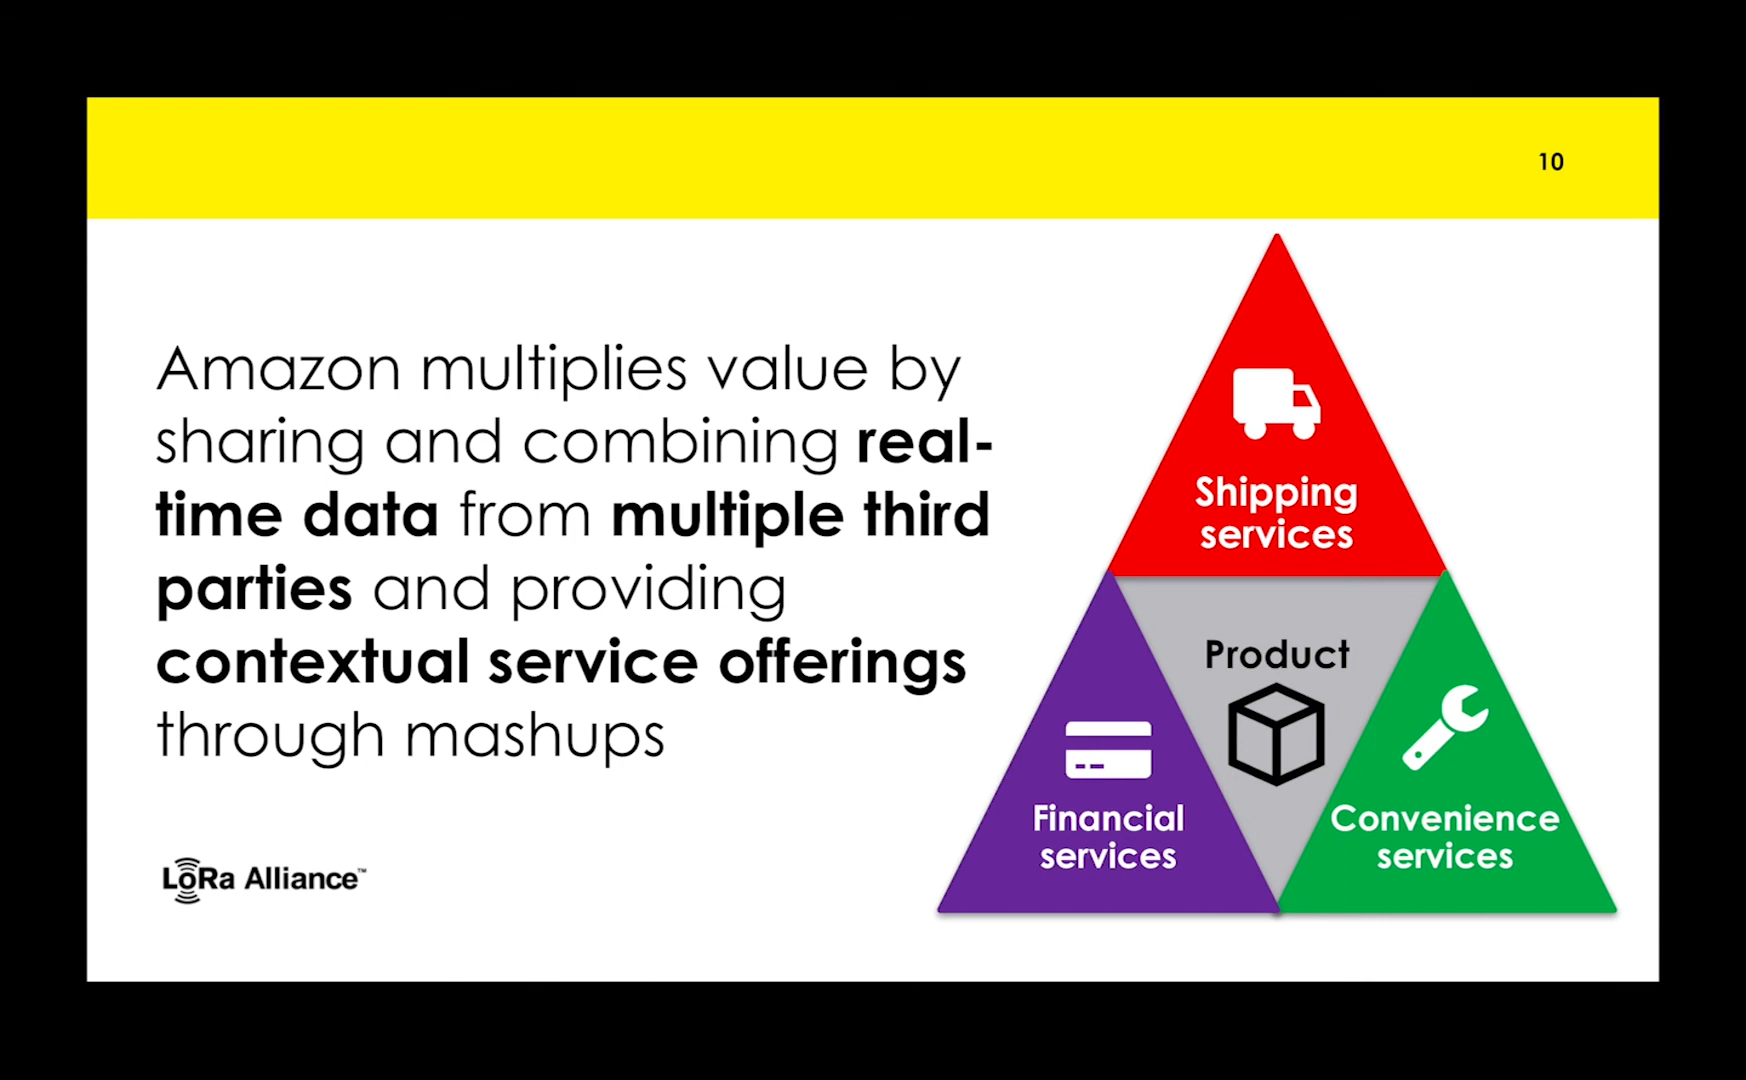 10
Amazon multiplies value by
sharing and combining real-
time data from multiple third
parties and providing
contextual service offerings
through mashups
LoRa Alliance™
Shipping
services
Product
Financial
services
Convenience
services